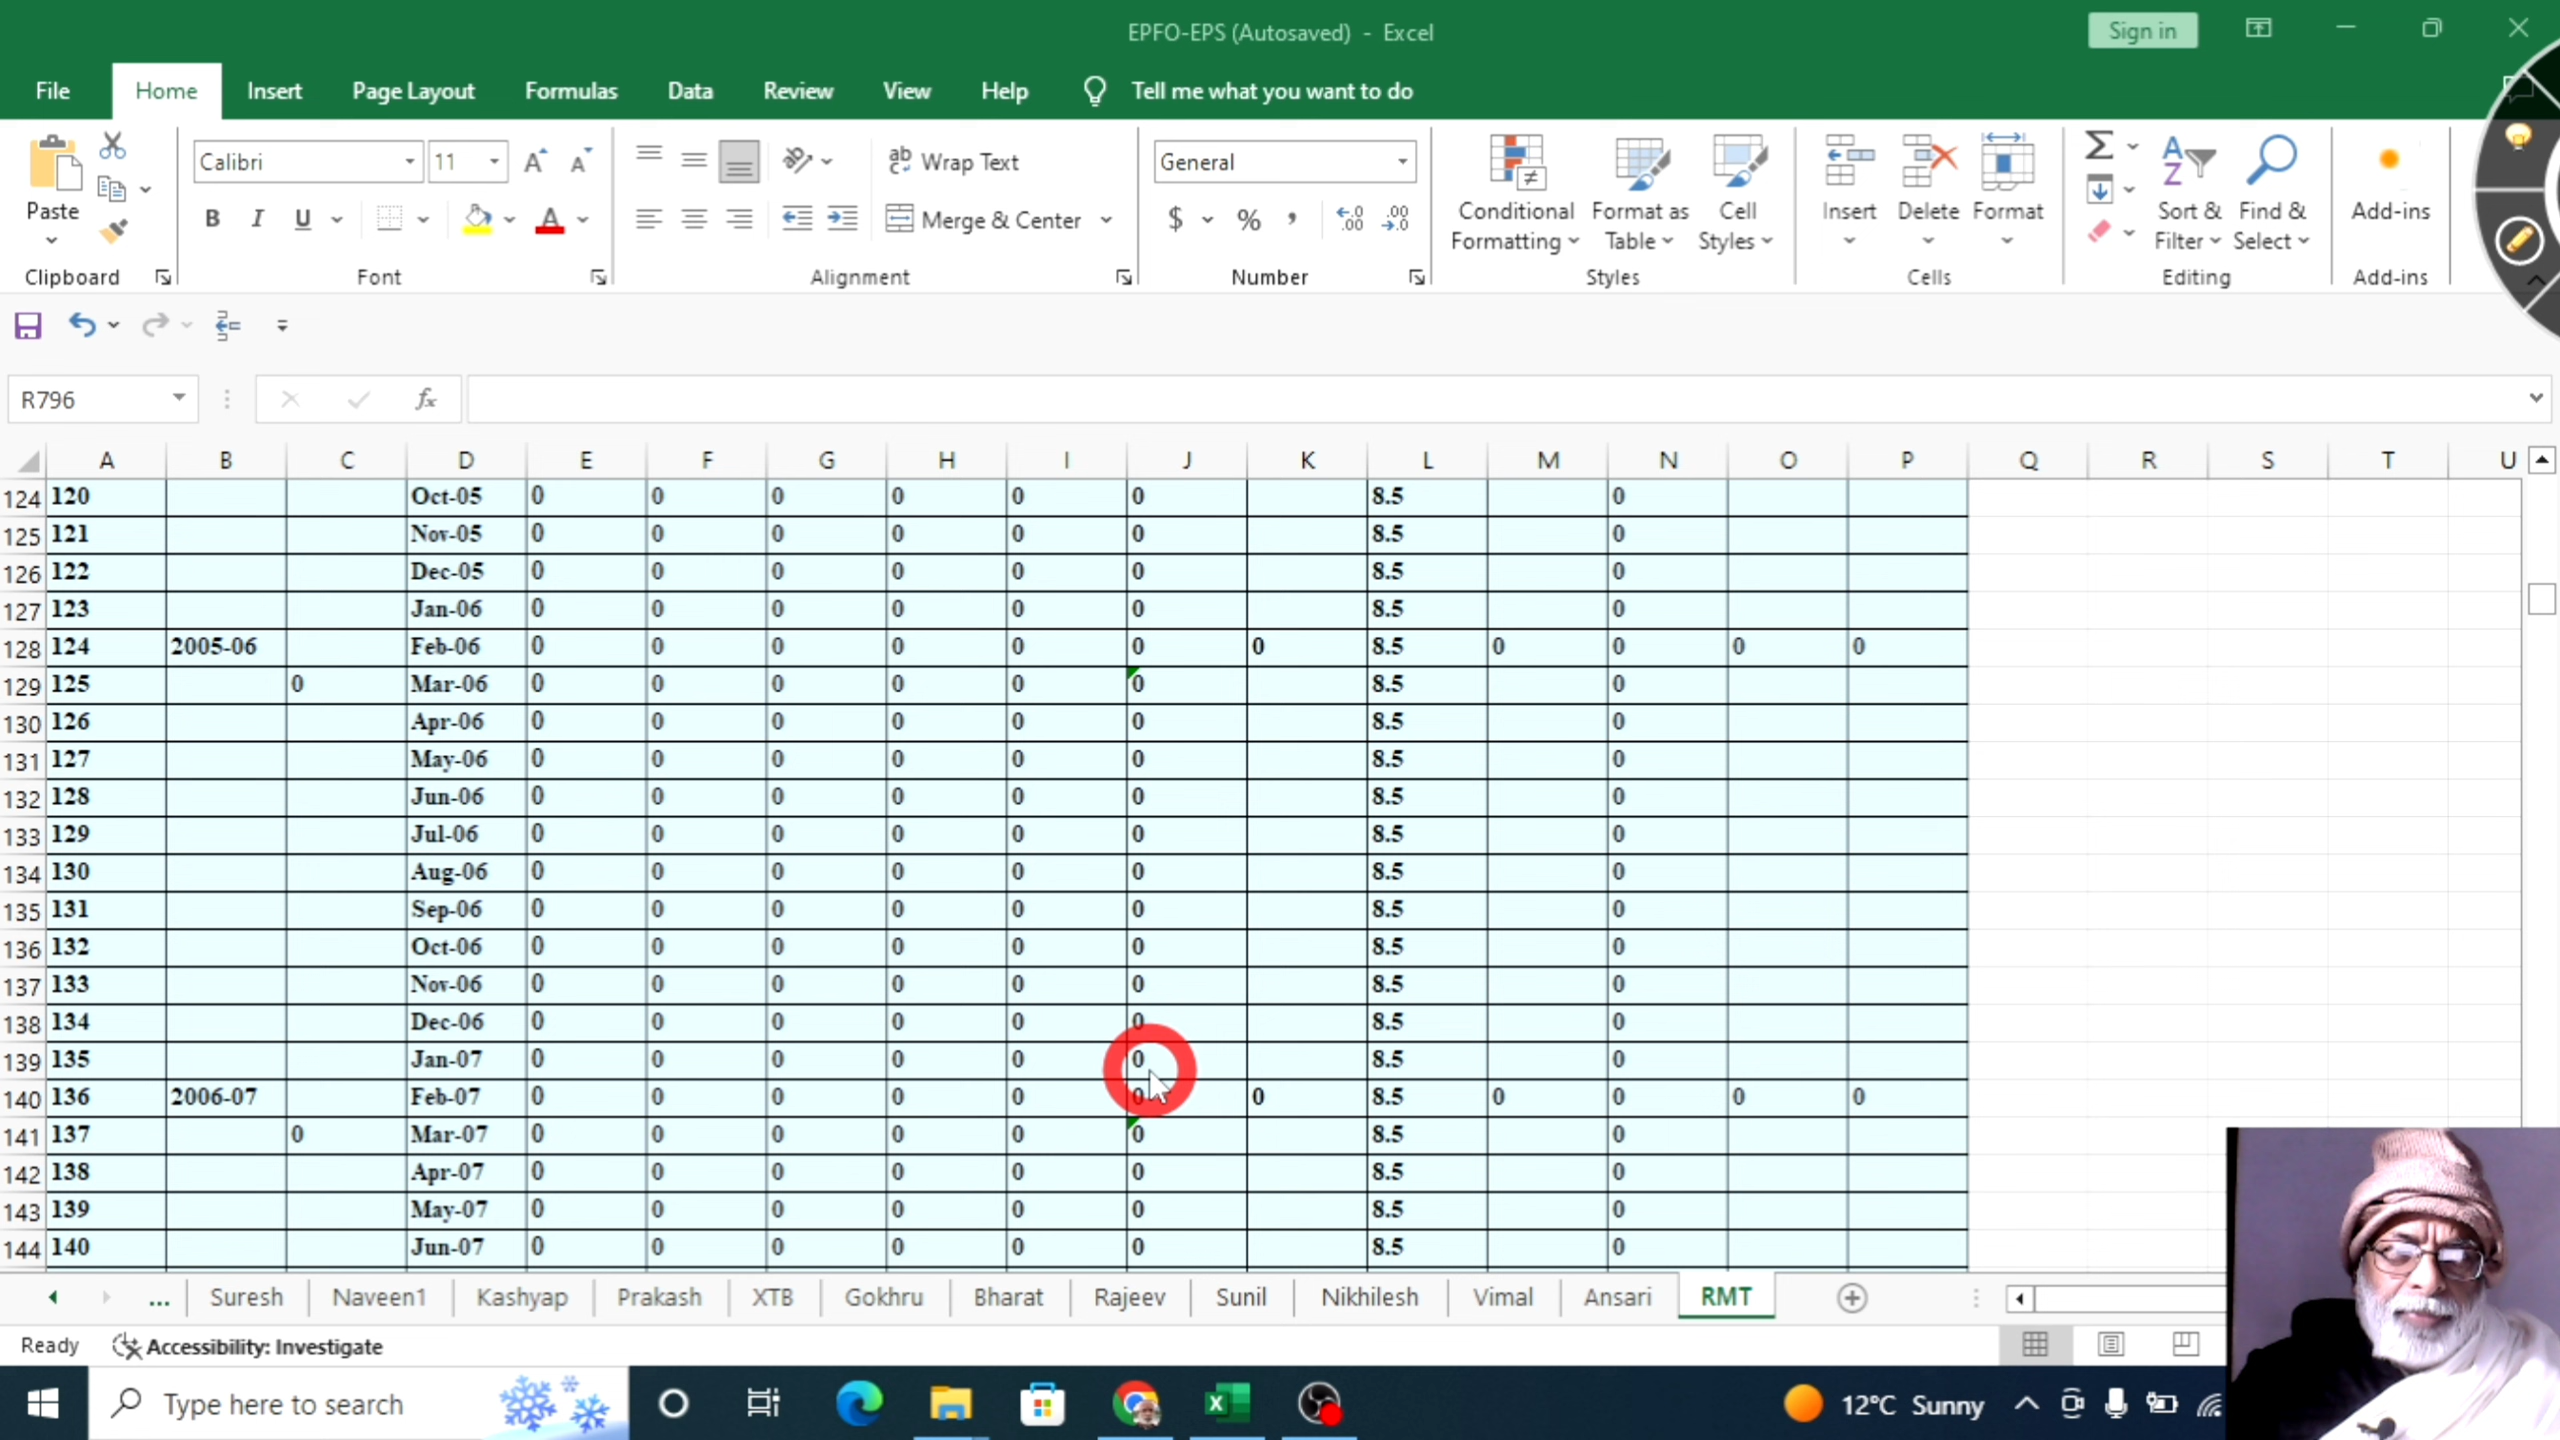 EPFO-EPS (Autosaved) - Excel
Sign in
File Home Insert Page Layout Formulas Data Review View Help Tell me what you want to do
Paste
Calibri 11
Wrap Text
Merge & Center
General
$ % ,
Conditional Formatting
Format as Table
Cell Styles
Insert Delete Format
Sort & Filter
Find & Select
Add-ins
Clipboard Font Alignment Number Styles Cells Editing Add-ins
R796
fx
A B C D E F G H I J K L M N O P Q R S T U
124 120 Oct-05 0 0 0 0 0 0 8.5 0
125 121 Nov-05 0 0 0 0 0 0 8.5 0
126 122 Dec-05 0 0 0 0 0 0 8.5 0
127 123 Jan-06 0 0 0 0 0 0 8.5 0
128 124 2005-06 Feb-06 0 0 0 0 0 0 0 8.5 0 0 0 0
129 125 0 Mar-06 0 0 0 0 0 0 8.5 0
130 126 Apr-06 0 0 0 0 0 0 8.5 0
131 127 May-06 0 0 0 0 0 0 8.5 0
132 128 Jun-06 0 0 0 0 0 0 8.5 0
133 129 Jul-06 0 0 0 0 0 0 8.5 0
134 130 Aug-06 0 0 0 0 0 0 8.5 0
135 131 Sep-06 0 0 0 0 0 0 8.5 0
136 132 Oct-06 0 0 0 0 0 0 8.5 0
137 133 Nov-06 0 0 0 0 0 0 8.5 0
138 134 Dec-06 0 0 0 0 0 0 8.5 0
139 135 Jan-07 0 0 0 0 0 0 8.5 0
140 136 2006-07 Feb-07 0 0 0 0 0 0 0 8.5 0 0 0 0
141 137 0 Mar-07 0 0 0 0 0 0 8.5 0
142 138 Apr-07 0 0 0 0 0 0 8.5 0
143 139 May-07 0 0 0 0 0 0 8.5 0
144 140 Jun-07 0 0 0 0 0 0 8.5 0
... Suresh Naveen1 Kashyap Prakash XTB Gokhru Bharat Rajeev Sunil Nikhilesh Vimal Ansari RMT
Ready Accessibility: Investigate
Type here to search
12°C Sunny